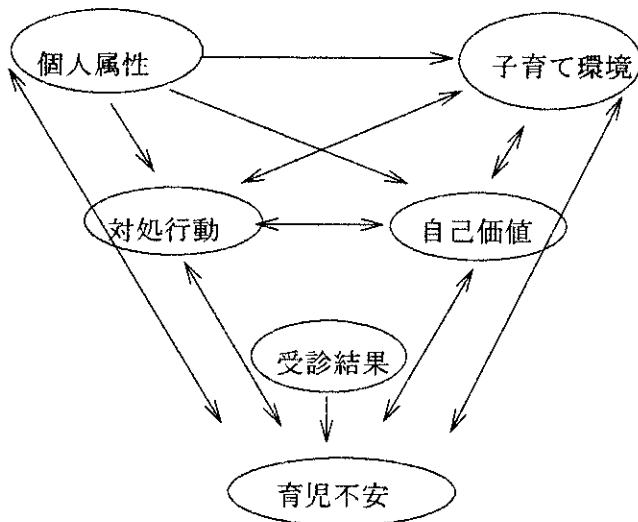 個人属性
子育て環境
対処行動
自己価値
受診結果
育児不安